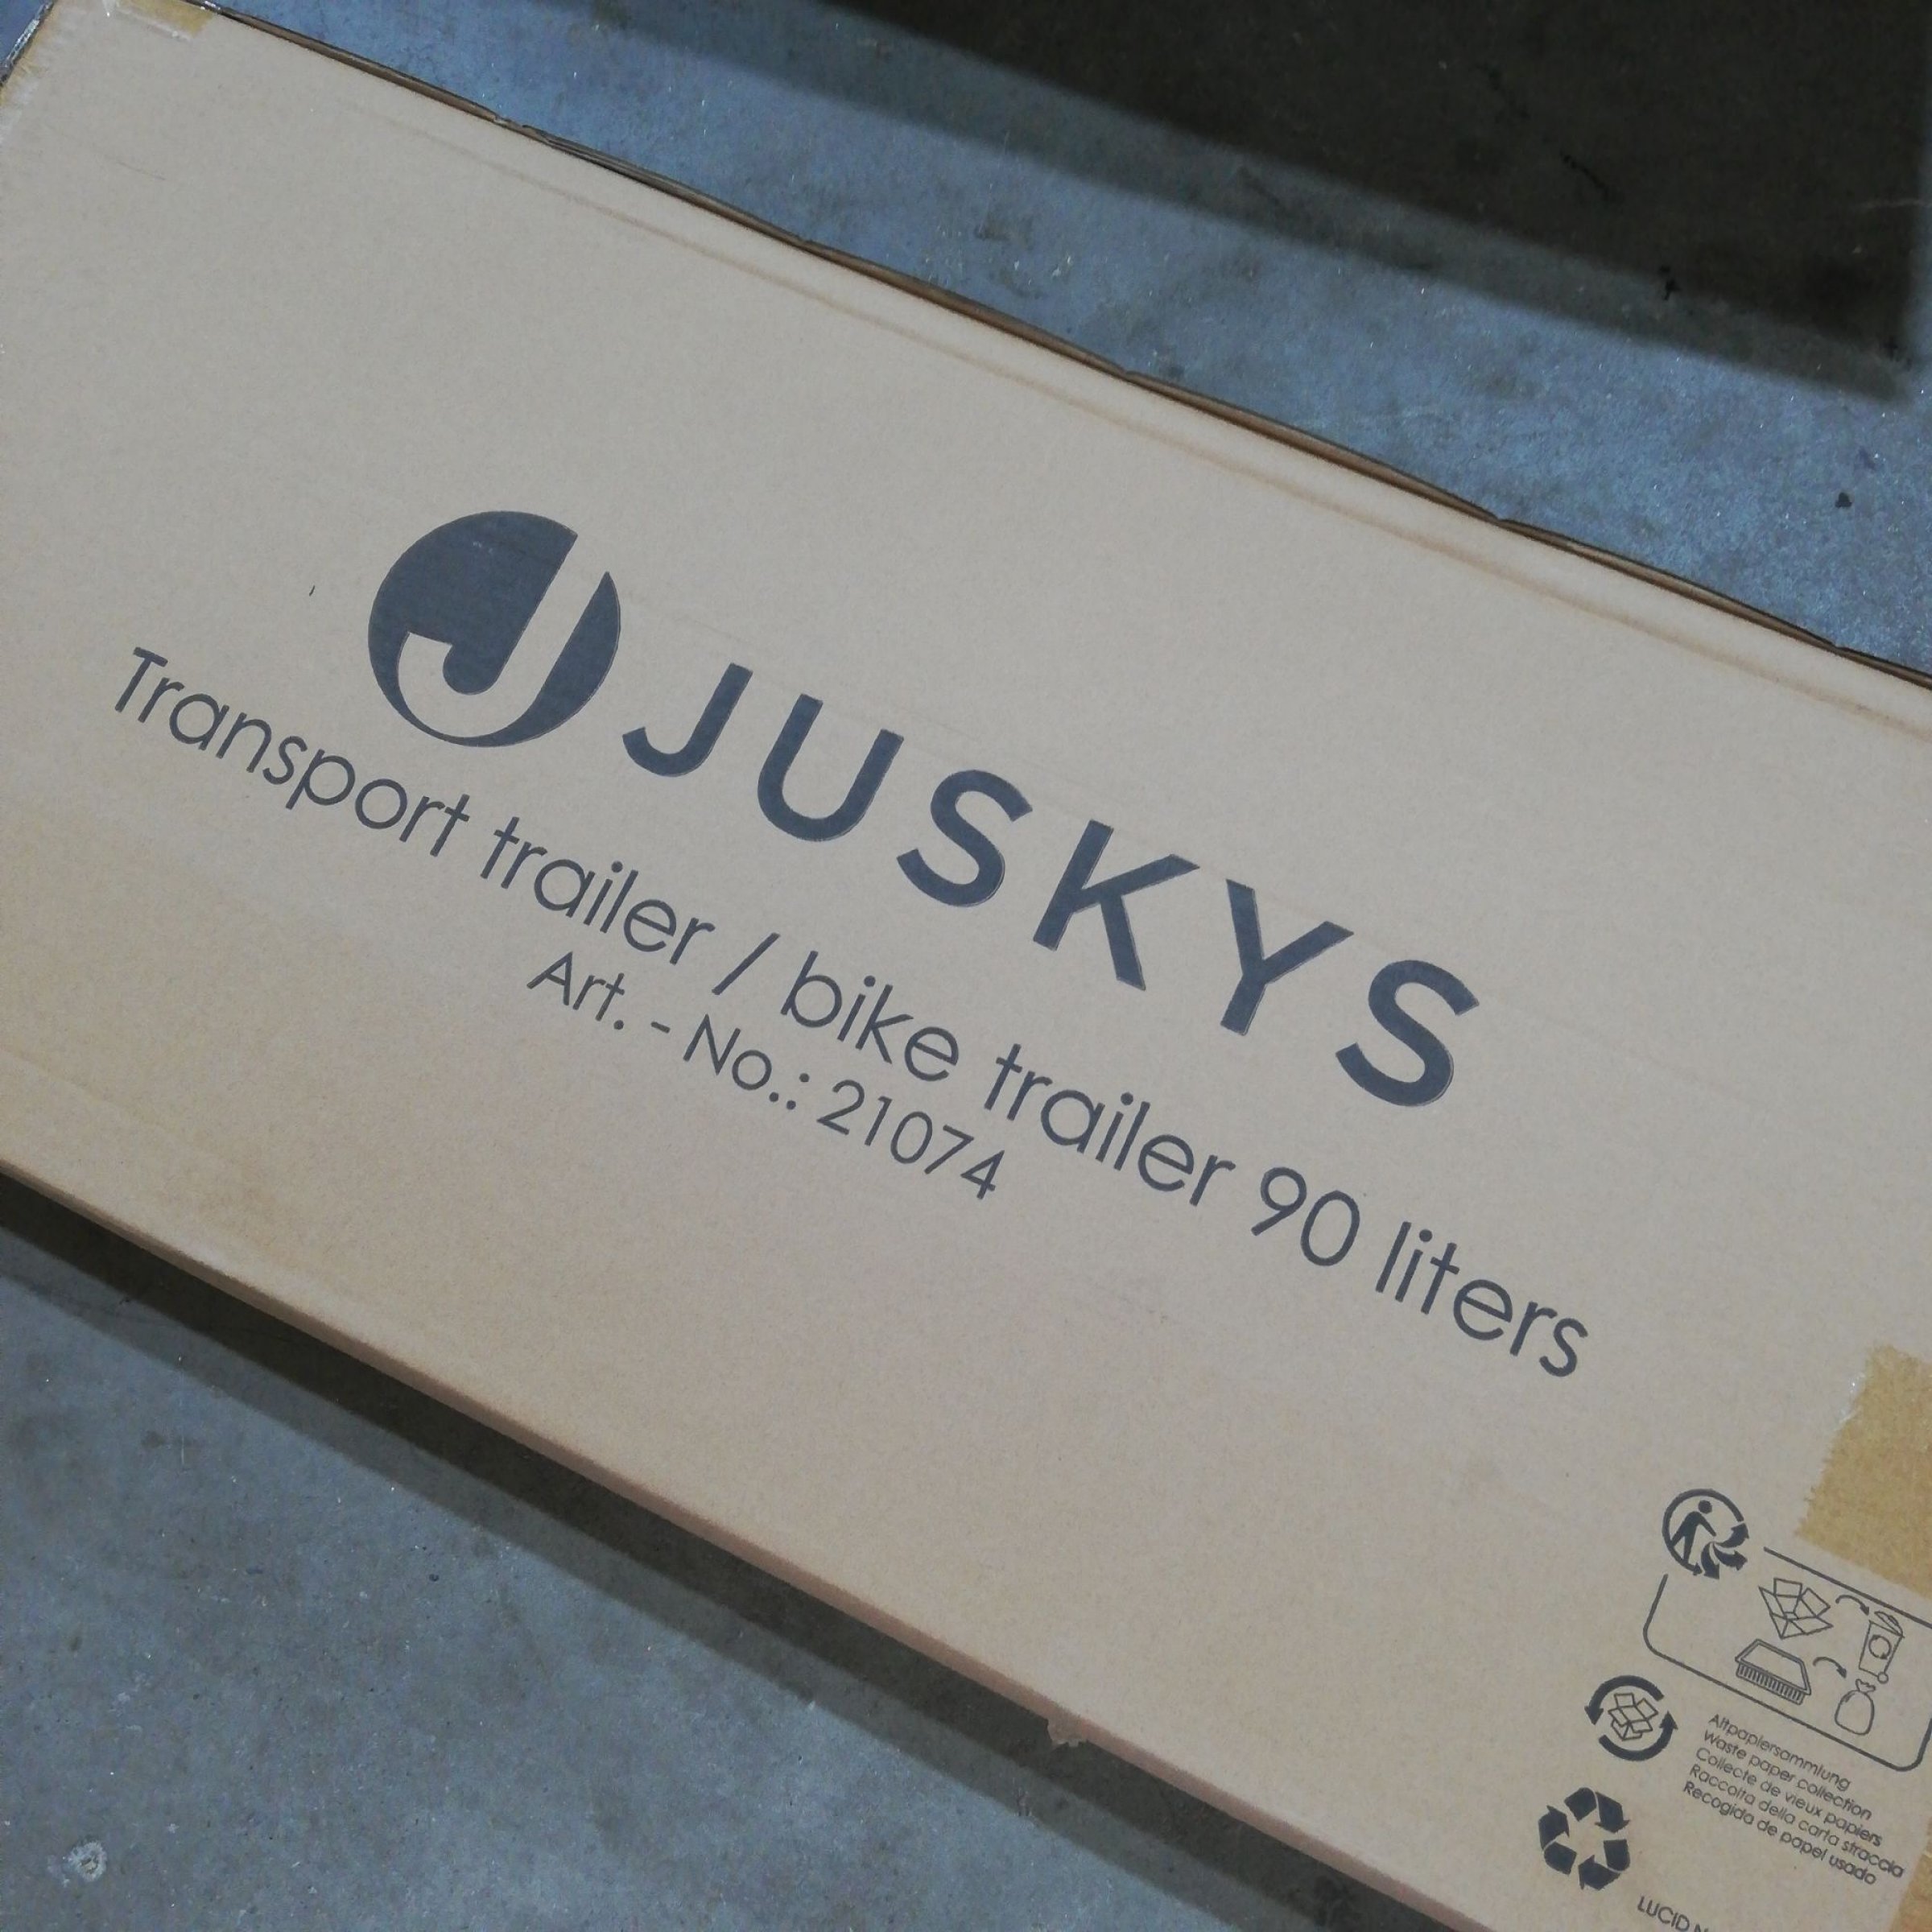 JUSKYS
Transport trailer / bike trailer 90 liters
Art. - No.: 21074
Altpapiersammlung
Waste paper collection
Collecte de vieux papiers
Raccolta della carta straccia
Recogida de papel usado
LUCID